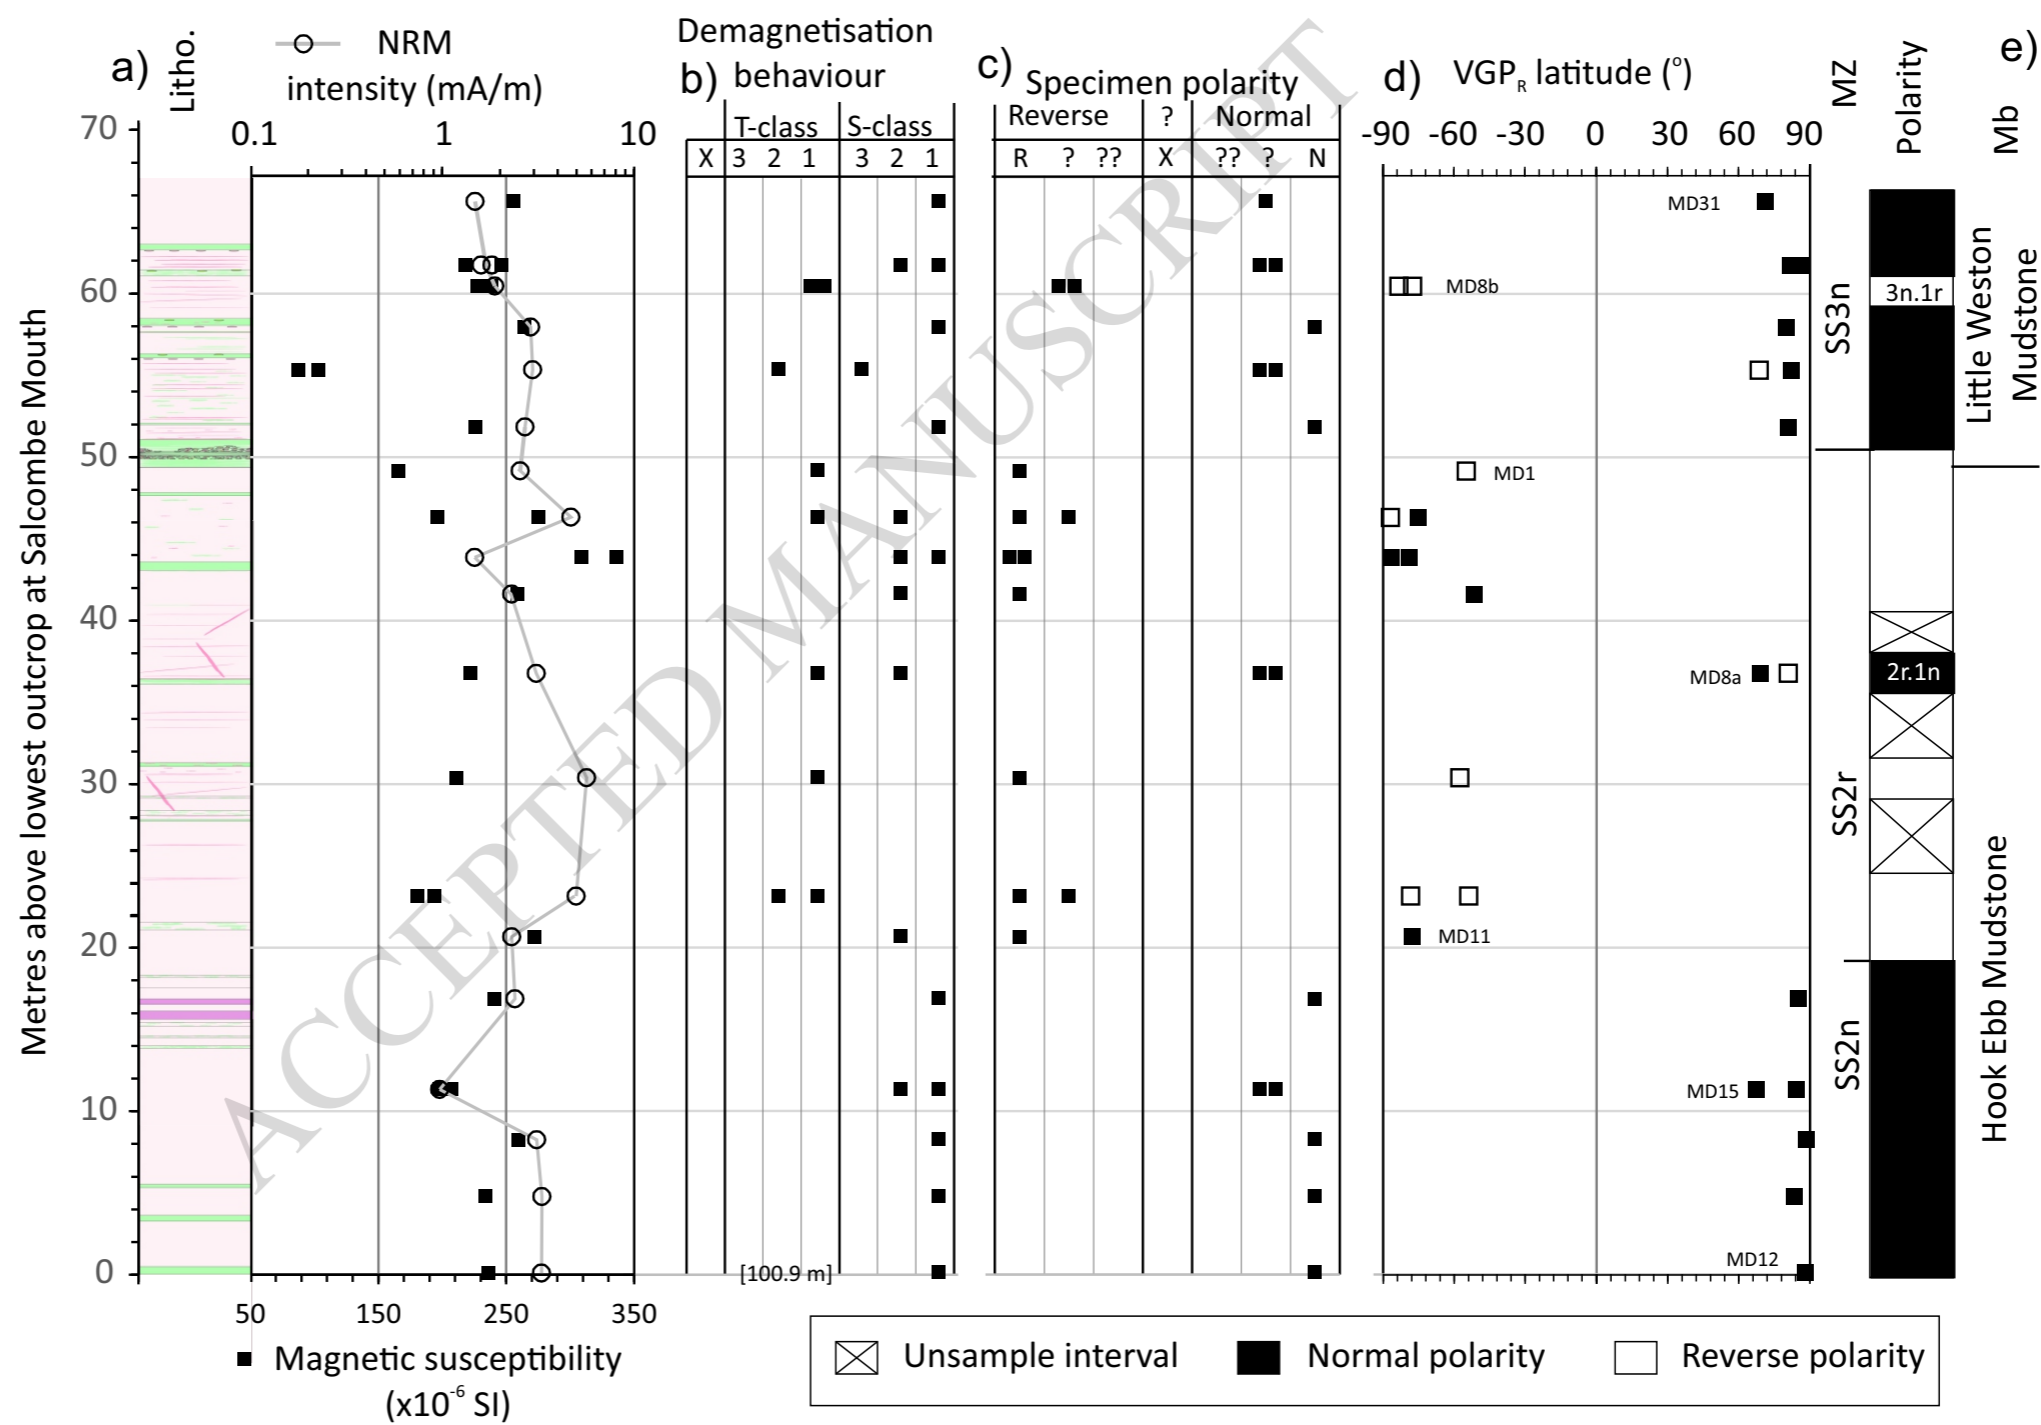 a)
Litho.
NRM
intensity (mA/m)
0.1 1 10
Demagnetisation
b) behaviour
T-class S-class
X 3 2 1 3 2 1
c) Specimen polarity
Reverse ? Normal
R ? ?? X ?? ? N
d) VGPR latitude (o)
-90 -60 -30 0 30 60 90
MZ
Polarity
e)
Mb
Metres above lowest outcrop at Salcombe Mouth
70
60
50
40
30
20
10
0
MD31
MD8b
MD1
MD8a
MD11
MD15
MD12
[100.9 m]
SS3n
SS2r
SS2n
3n.1r
2r.1n
Little Weston
Mudstone
Hook Ebb Mudstone
50 150 250 350
Magnetic susceptibility
(x10-6 SI)
Unsample interval Normal polarity Reverse polarity
ACCEPTED MANUSCRIPT